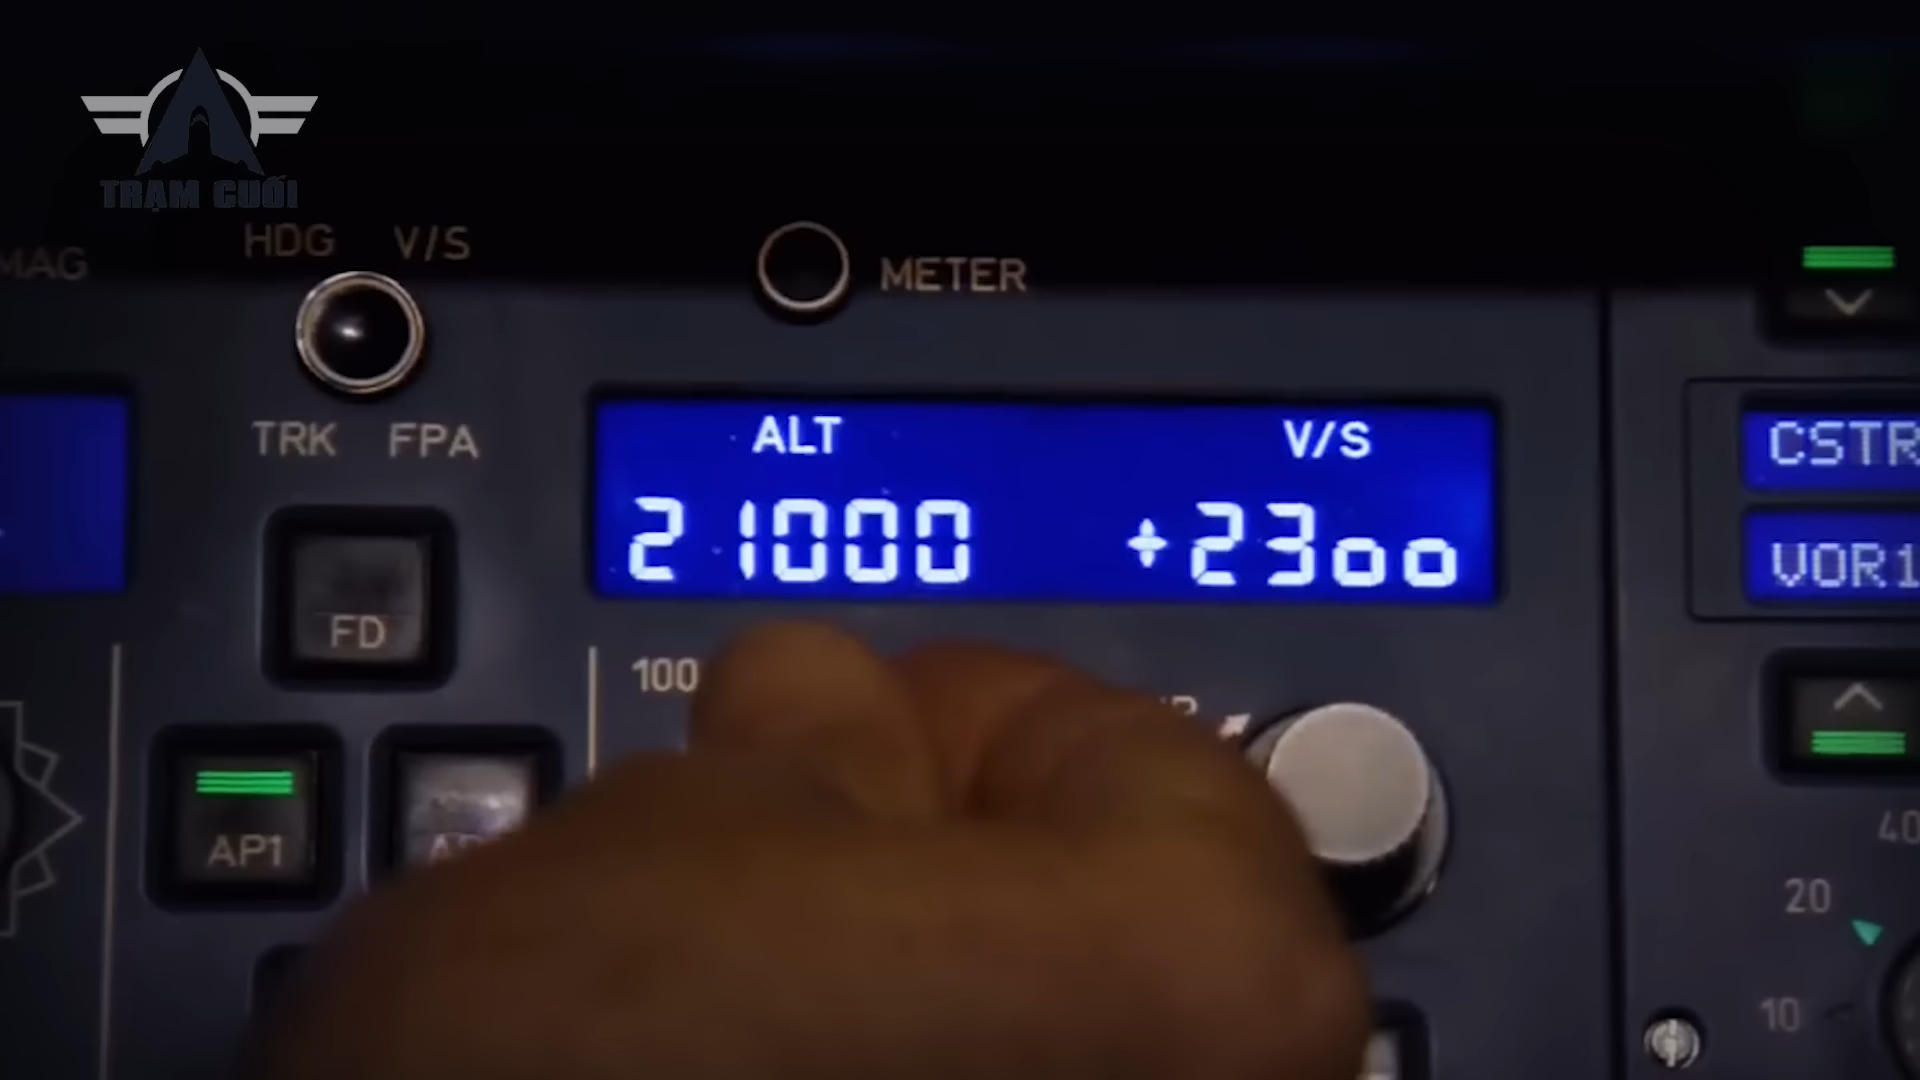 TRẠM CUỐI
HDG V/S
MAG
METER
TRK FPA
ALT V/S
21000 +23oo
CSTR
VOR1
FD
100
AP1
40
20
10